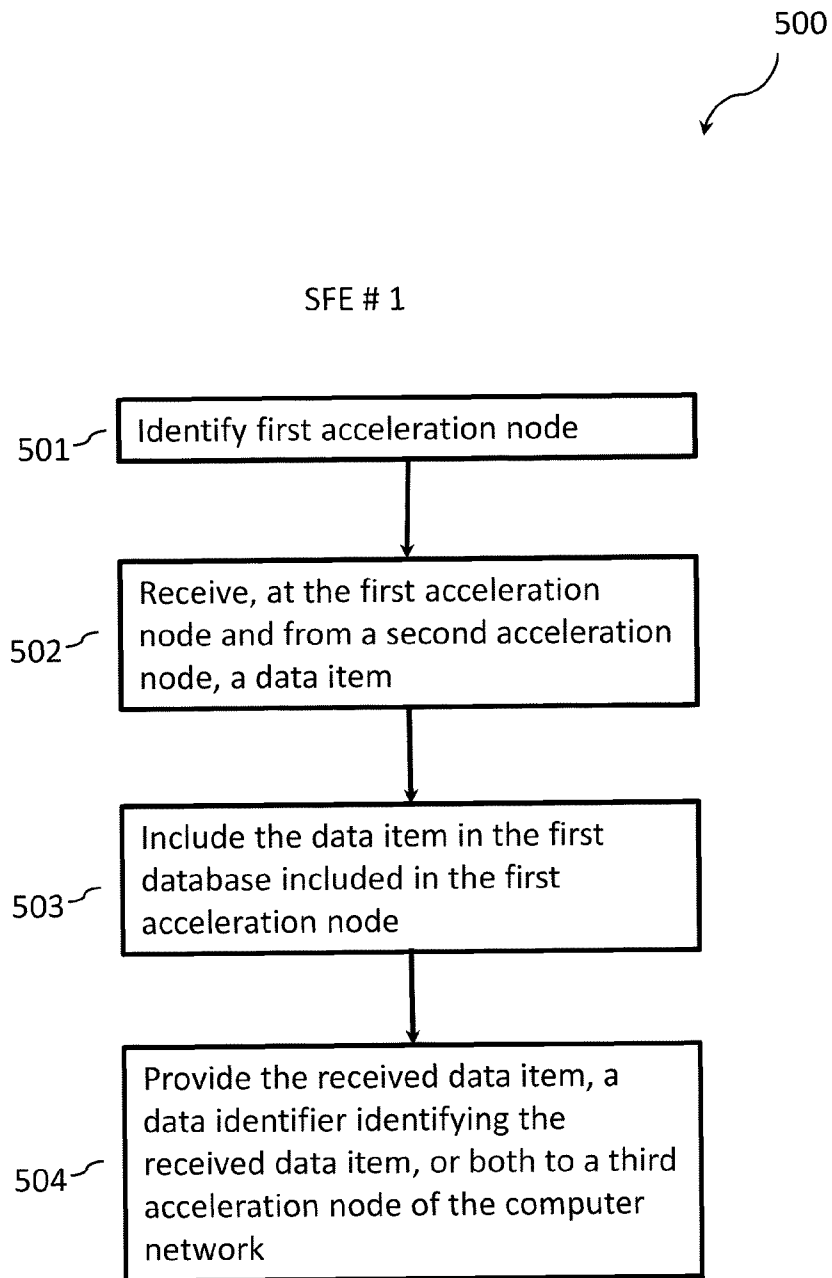 500
SFE # 1
501
Identify first acceleration node
502
Receive, at the first acceleration
node and from a second acceleration
node, a data item
503
Include the data item in the first
database included in the first
acceleration node
504
Provide the received data item, a
data identifier identifying the
received data item, or both to a third
acceleration node of the computer
network